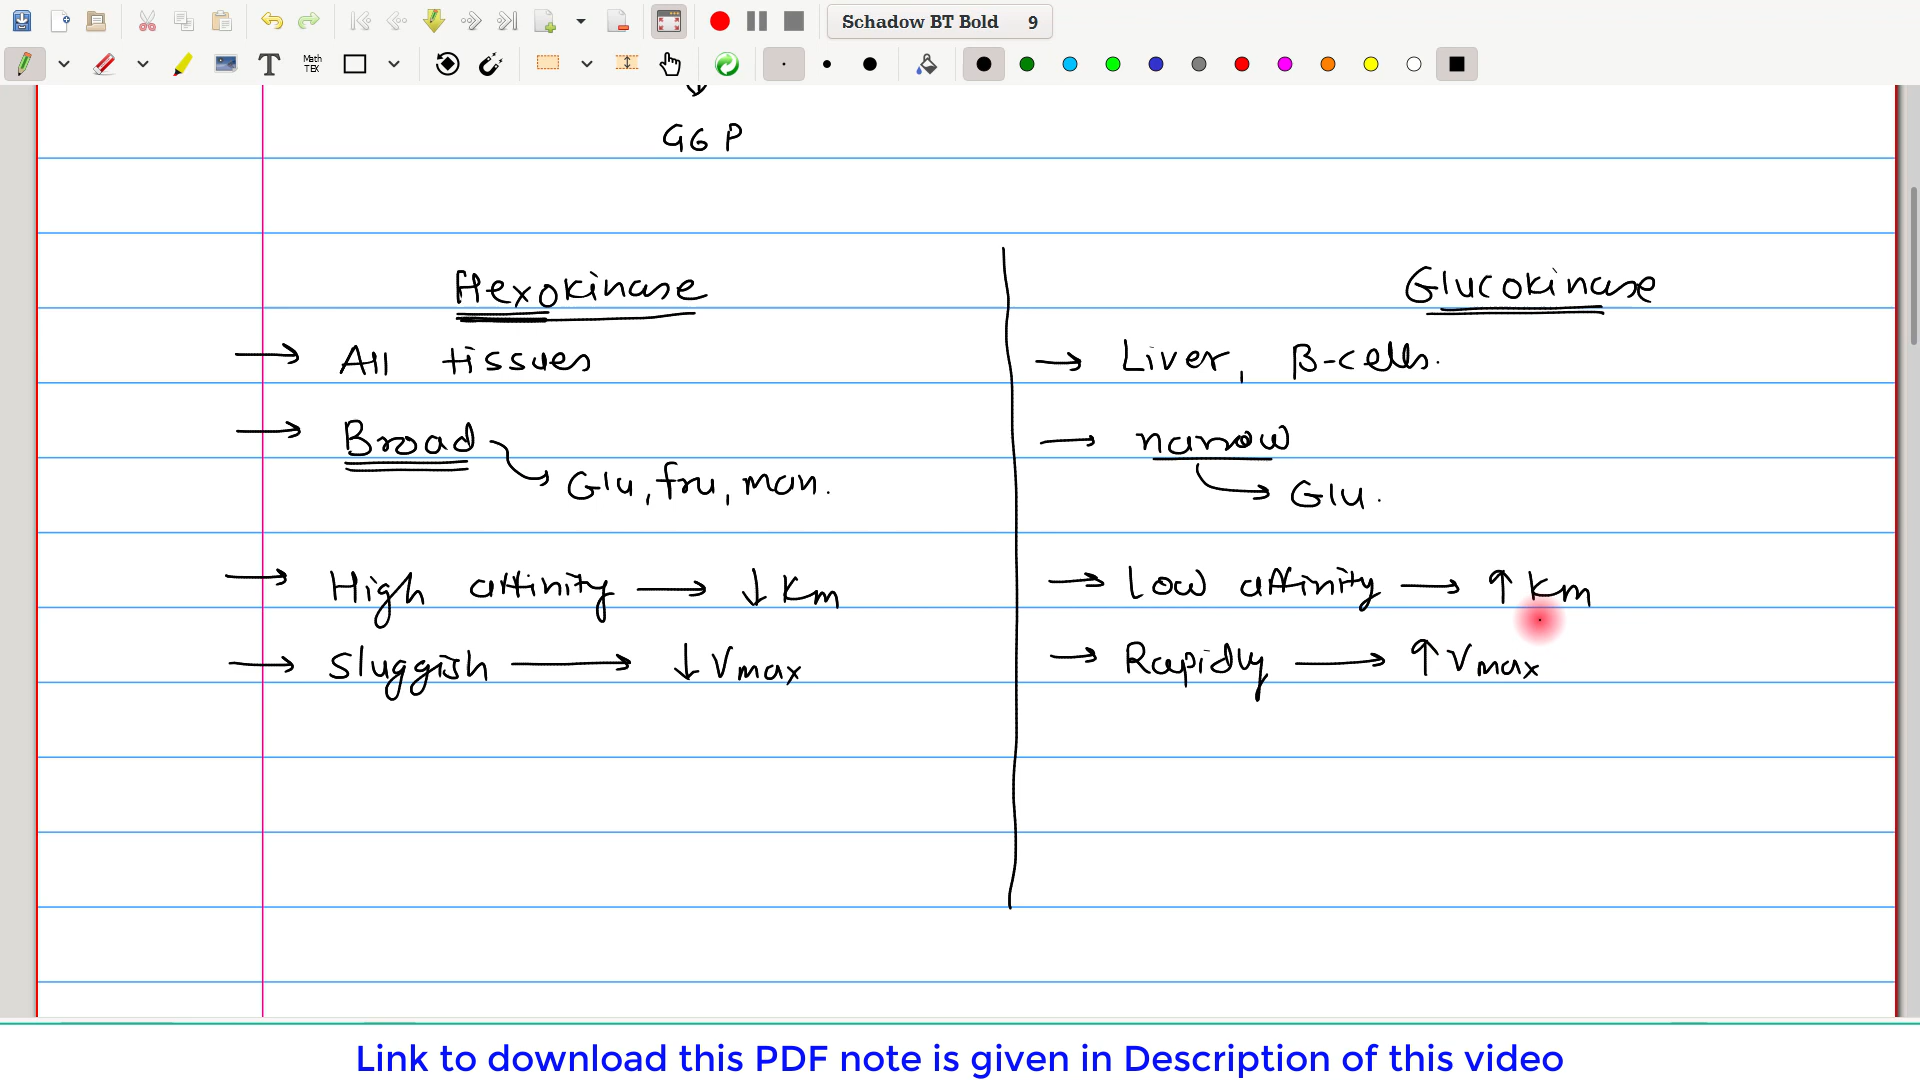 Schadow BT Bold 9
Math
TEX
G6P
Hexokinase
→ All tissues
→ Broad
Glu, fru, man.
→ High affinity → ↓ Km
→ Sluggish → ↓ Vmax
Glucokinase
→ Liver, β-cells.
→ narrow
Glu.
→ Low affinity → ↑ Km
→ Rapidly → ↑ Vmax
Link to download this PDF note is given in Description of this video